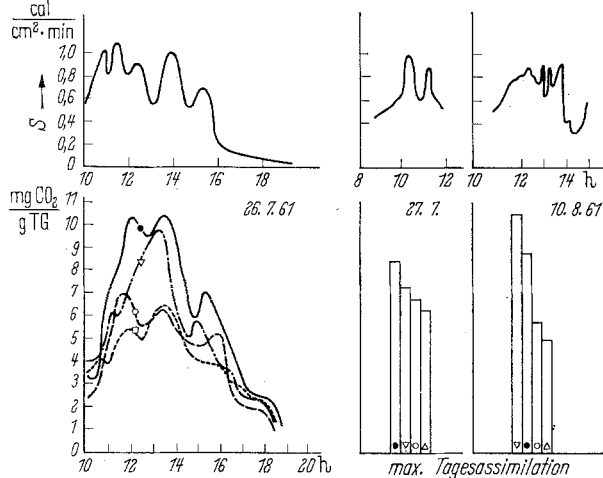 cal
cm²·min
S
1,0
0,8
0,6
0,4
0,2
0
10 12 14 16 18
8 10 12
10 12 14 h
mg CO₂
g TG
26.7.61
27.7.
10.8.61
11
10
9
8
7
6
5
4
3
2
1
0
10 12 14 16 18 20 h
max. Tagesassimilation